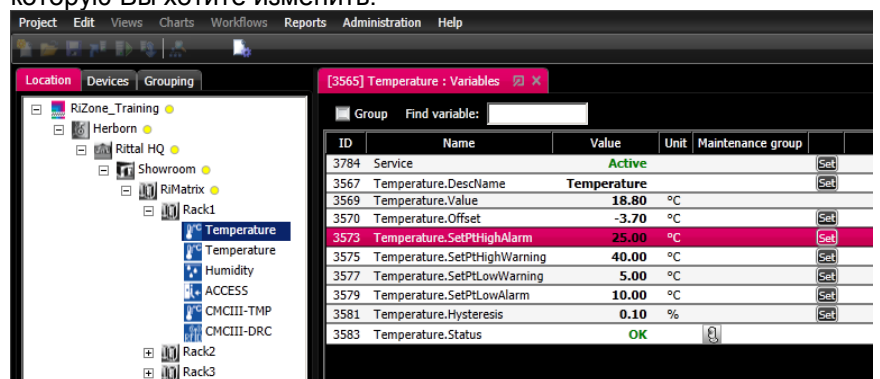 которую Вы хотите изменить.
Project Edit Views Charts Workflows Reports Administration Help
Location Devices Grouping
[3565] Temperature : Variables
RiZone_Training
Herborn
Rittal HQ
Showroom
RiMatrix
Rack1
Temperature
Temperature
Humidity
ACCESS
CMCIII-TMP
CMCIII-DRC
Rack2
Rack3
Group Find variable:
ID Name Value Unit Maintenance group
3784 Service Active Set
3567 Temperature.DescName Temperature Set
3569 Temperature.Value 18.80 °C
3570 Temperature.Offset -3.70 °C Set
3573 Temperature.SetPtHighAlarm 25.00 °C Set
3575 Temperature.SetPtHighWarning 40.00 °C Set
3577 Temperature.SetPtLowWarning 5.00 °C Set
3579 Temperature.SetPtLowAlarm 10.00 °C Set
3581 Temperature.Hysteresis 0.10 % Set
3583 Temperature.Status OK